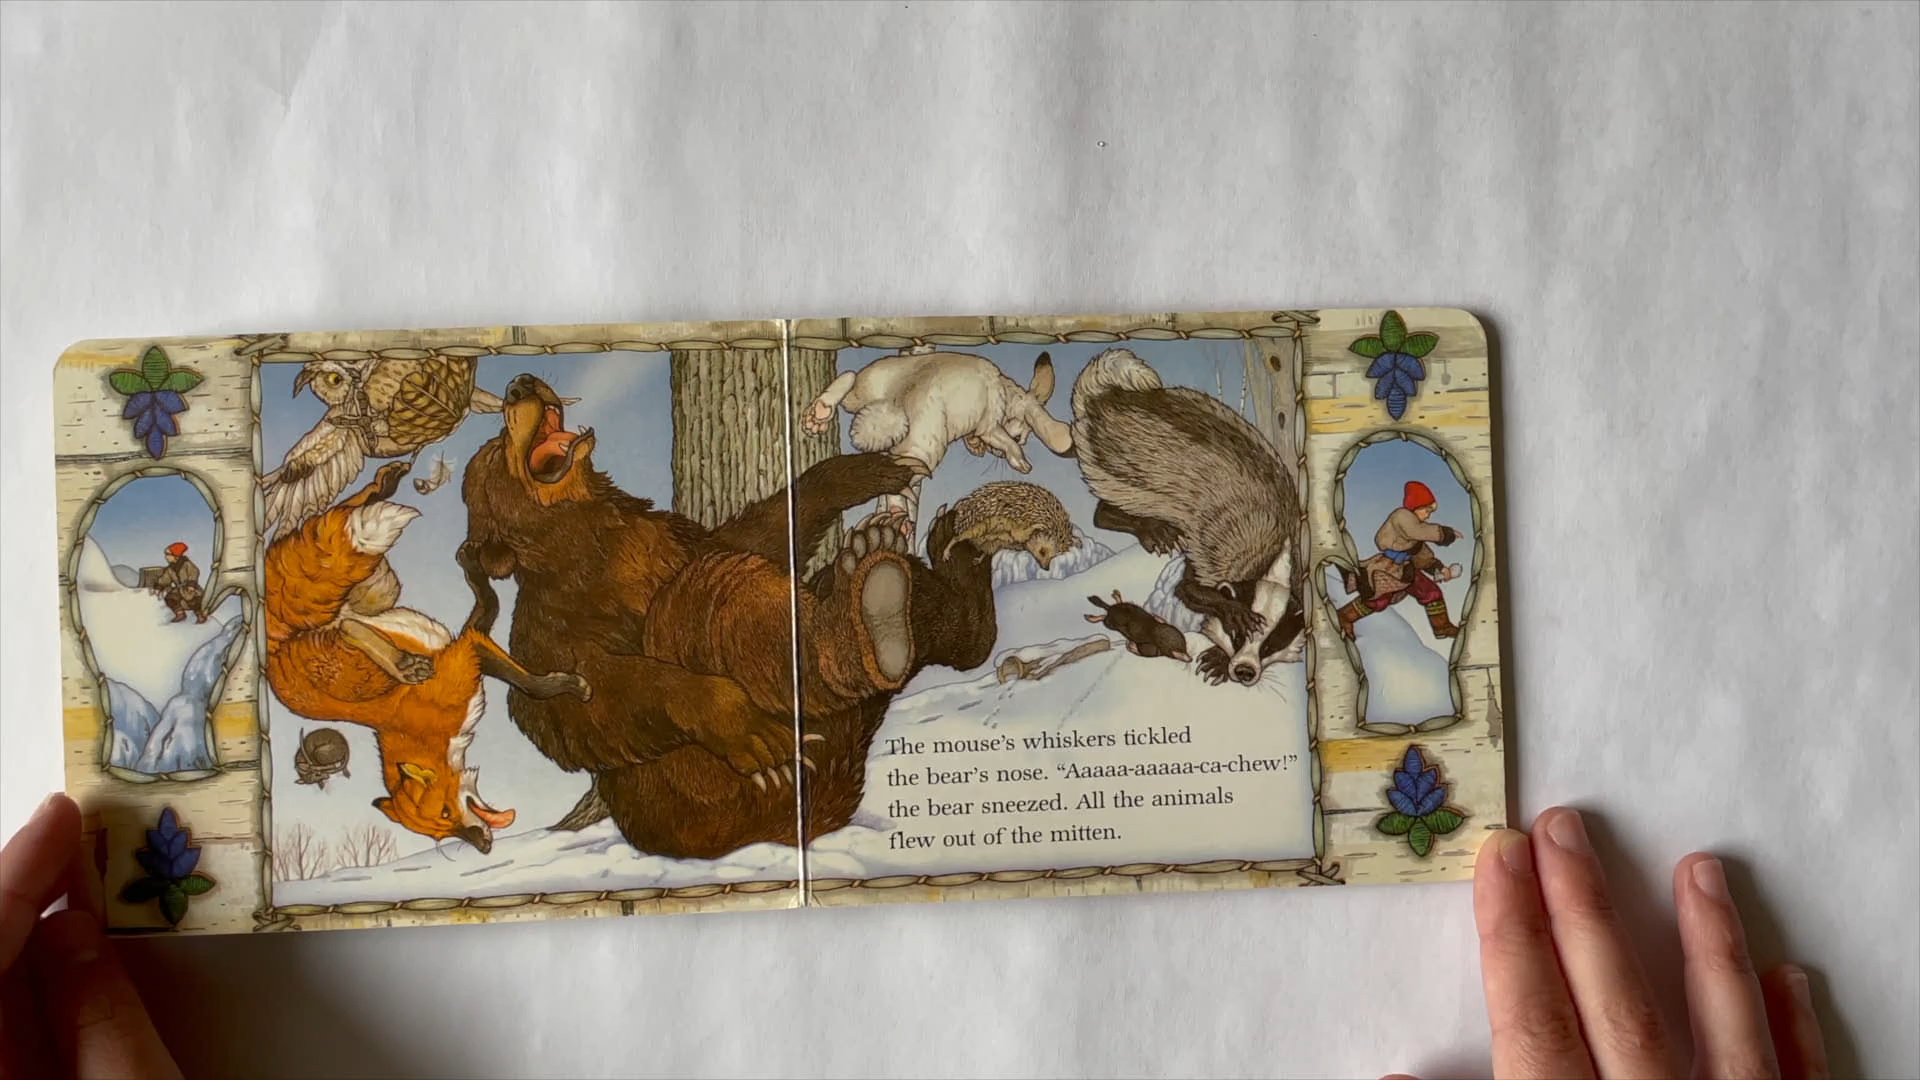 The mouse's whiskers tickled
the bear's nose. “Aaaaa-aaaaa-ca-chew!”
the bear sneezed. All the animals
flew out of the mitten.